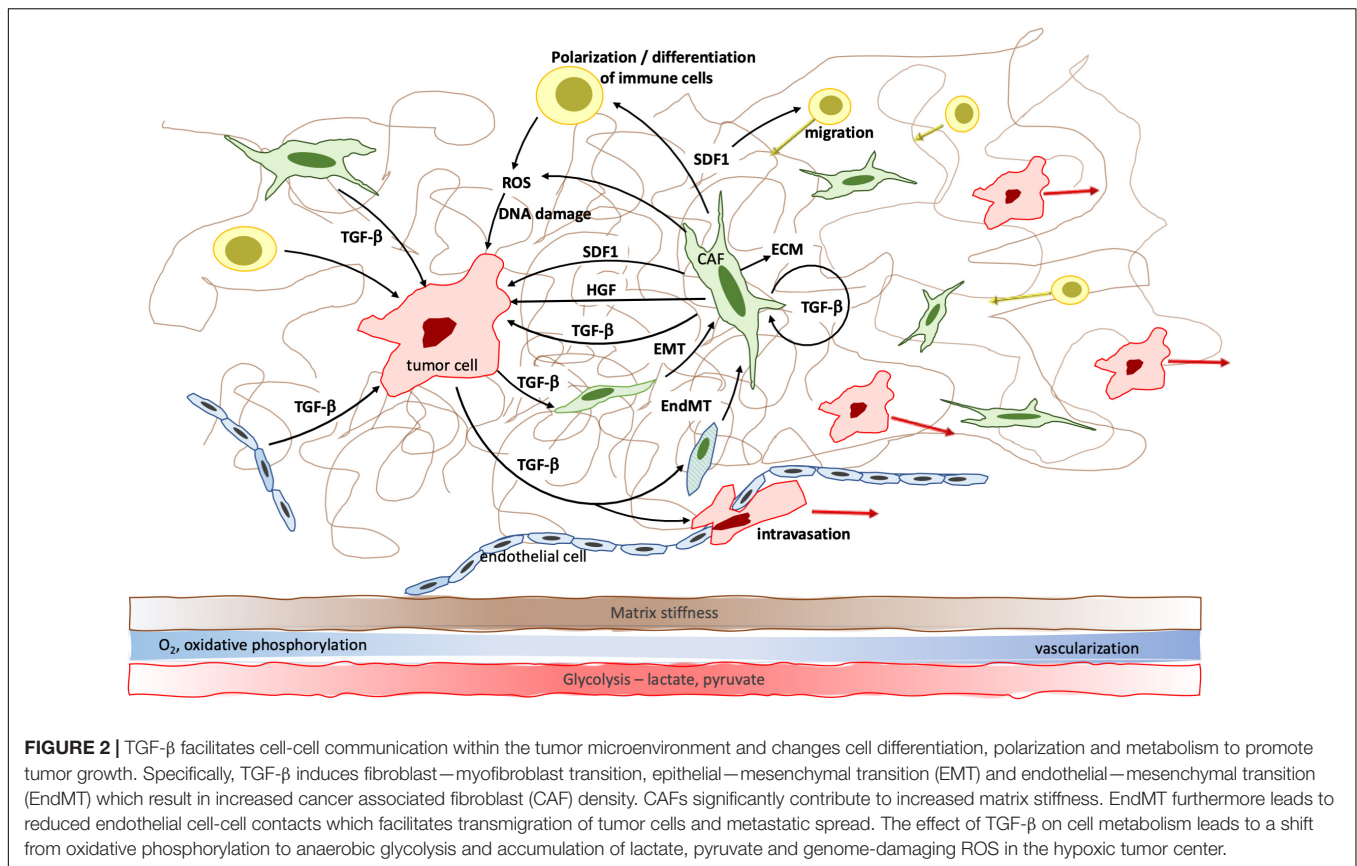 Polarization / differentiation
of immune cells
migration
SDF1
ROS
DNA damage
TGF-β
SDF1
CAF
ECM
HGF
TGF-β
TGF-β
EMT
tumor cell
TGF-β
TGF-β
EndMT
TGF-β
intravasation
endothelial cell
Matrix stiffness
O₂, oxidative phosphorylation
vascularization
Glycolysis – lactate, pyruvate
FIGURE 2 | TGF-β facilitates cell-cell communication within the tumor microenvironment and changes cell differentiation, polarization and metabolism to promote
tumor growth. Specifically, TGF-β induces fibroblast—myofibroblast transition, epithelial—mesenchymal transition (EMT) and endothelial—mesenchymal transition
(EndMT) which result in increased cancer associated fibroblast (CAF) density. CAFs significantly contribute to increased matrix stiffness. EndMT furthermore leads to
reduced endothelial cell-cell contacts which facilitates transmigration of tumor cells and metastatic spread. The effect of TGF-β on cell metabolism leads to a shift
from oxidative phosphorylation to anaerobic glycolysis and accumulation of lactate, pyruvate and genome-damaging ROS in the hypoxic tumor center.